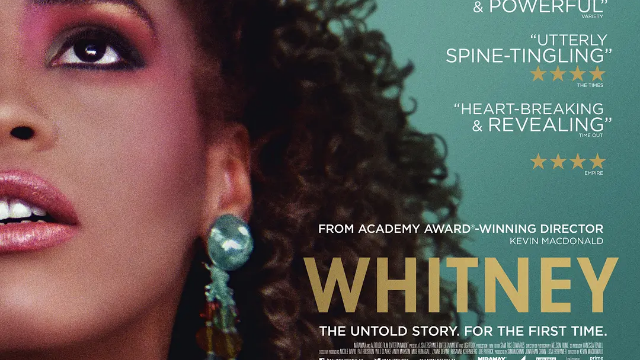 & POWERFUL”
VARIETY
“UTTERLY
SPINE-TINGLING”
THE TIMES
“HEART-BREAKING
& REVEALING”
TIME OUT
EMPIRE
FROM ACADEMY AWARD®-WINNING DIRECTOR
KEVIN MACDONALD
WHITNEY
THE UNTOLD STORY. FOR THE FIRST TIME.